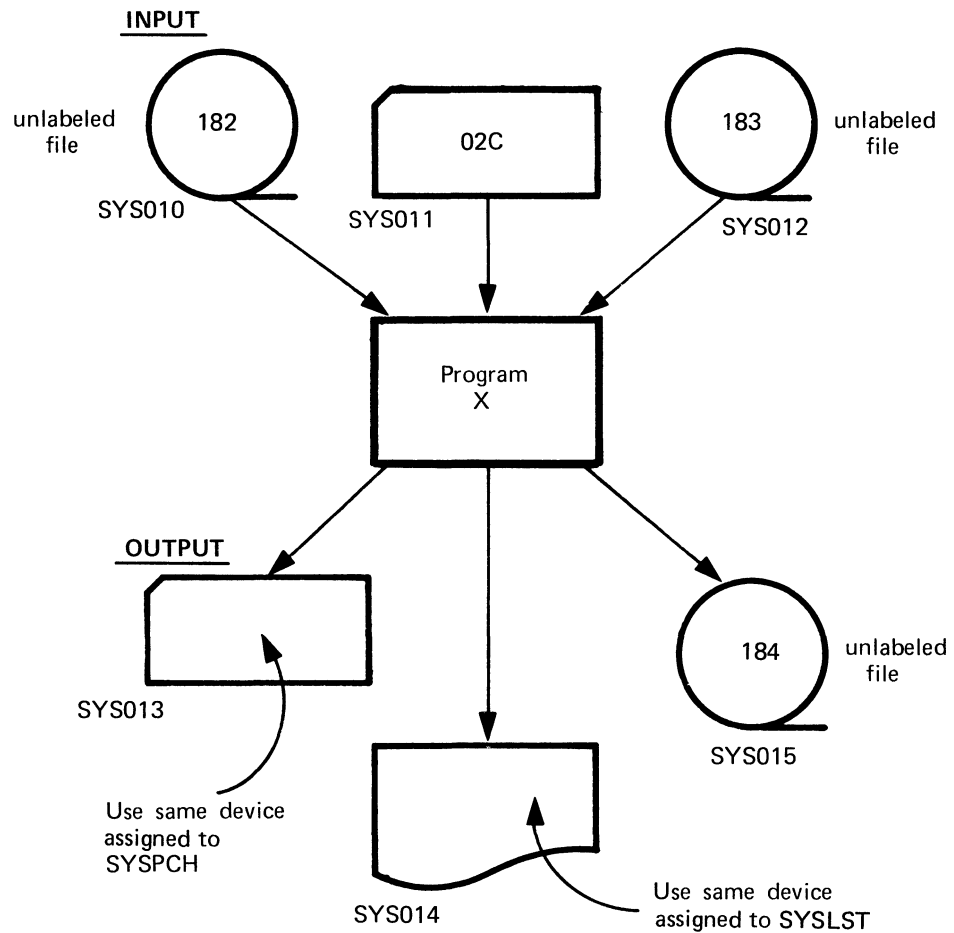 INPUT
unlabeled
file
182
SYS010
02C
SYS011
183
unlabeled
file
SYS012
Program
X
OUTPUT
SYS013
Use same device
assigned to
SYSPCH
SYS014
Use same device
assigned to SYSLST
184
unlabeled
file
SYS015